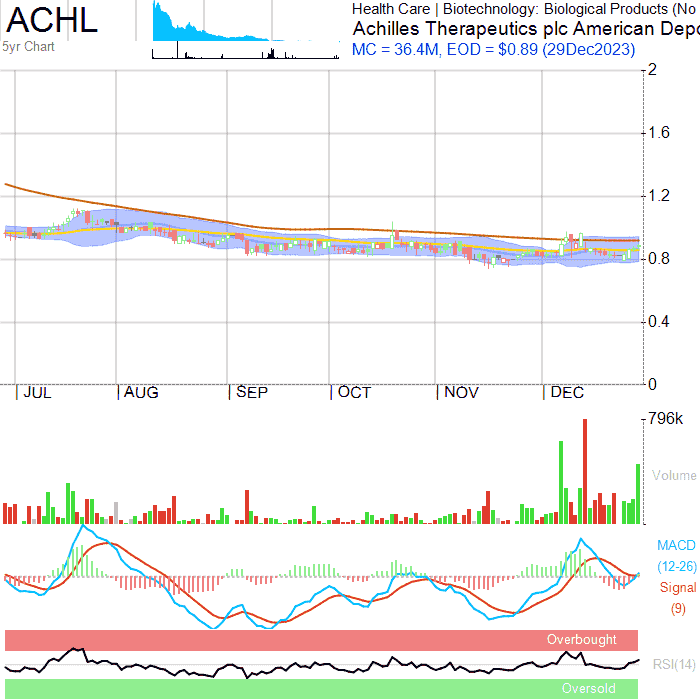 ACHL
5yr Chart
Health Care | Biotechnology: Biological Products (No
Achilles Therapeutics plc American Depo
MC = 36.4M, EOD = $0.89 (29Dec2023)
2
1.6
1.2
0.8
0.4
0
JUL AUG SEP OCT NOV DEC
796k
Volume
MACD
(12-26)
Signal
(9)
Overbought
RSI(14)
Oversold